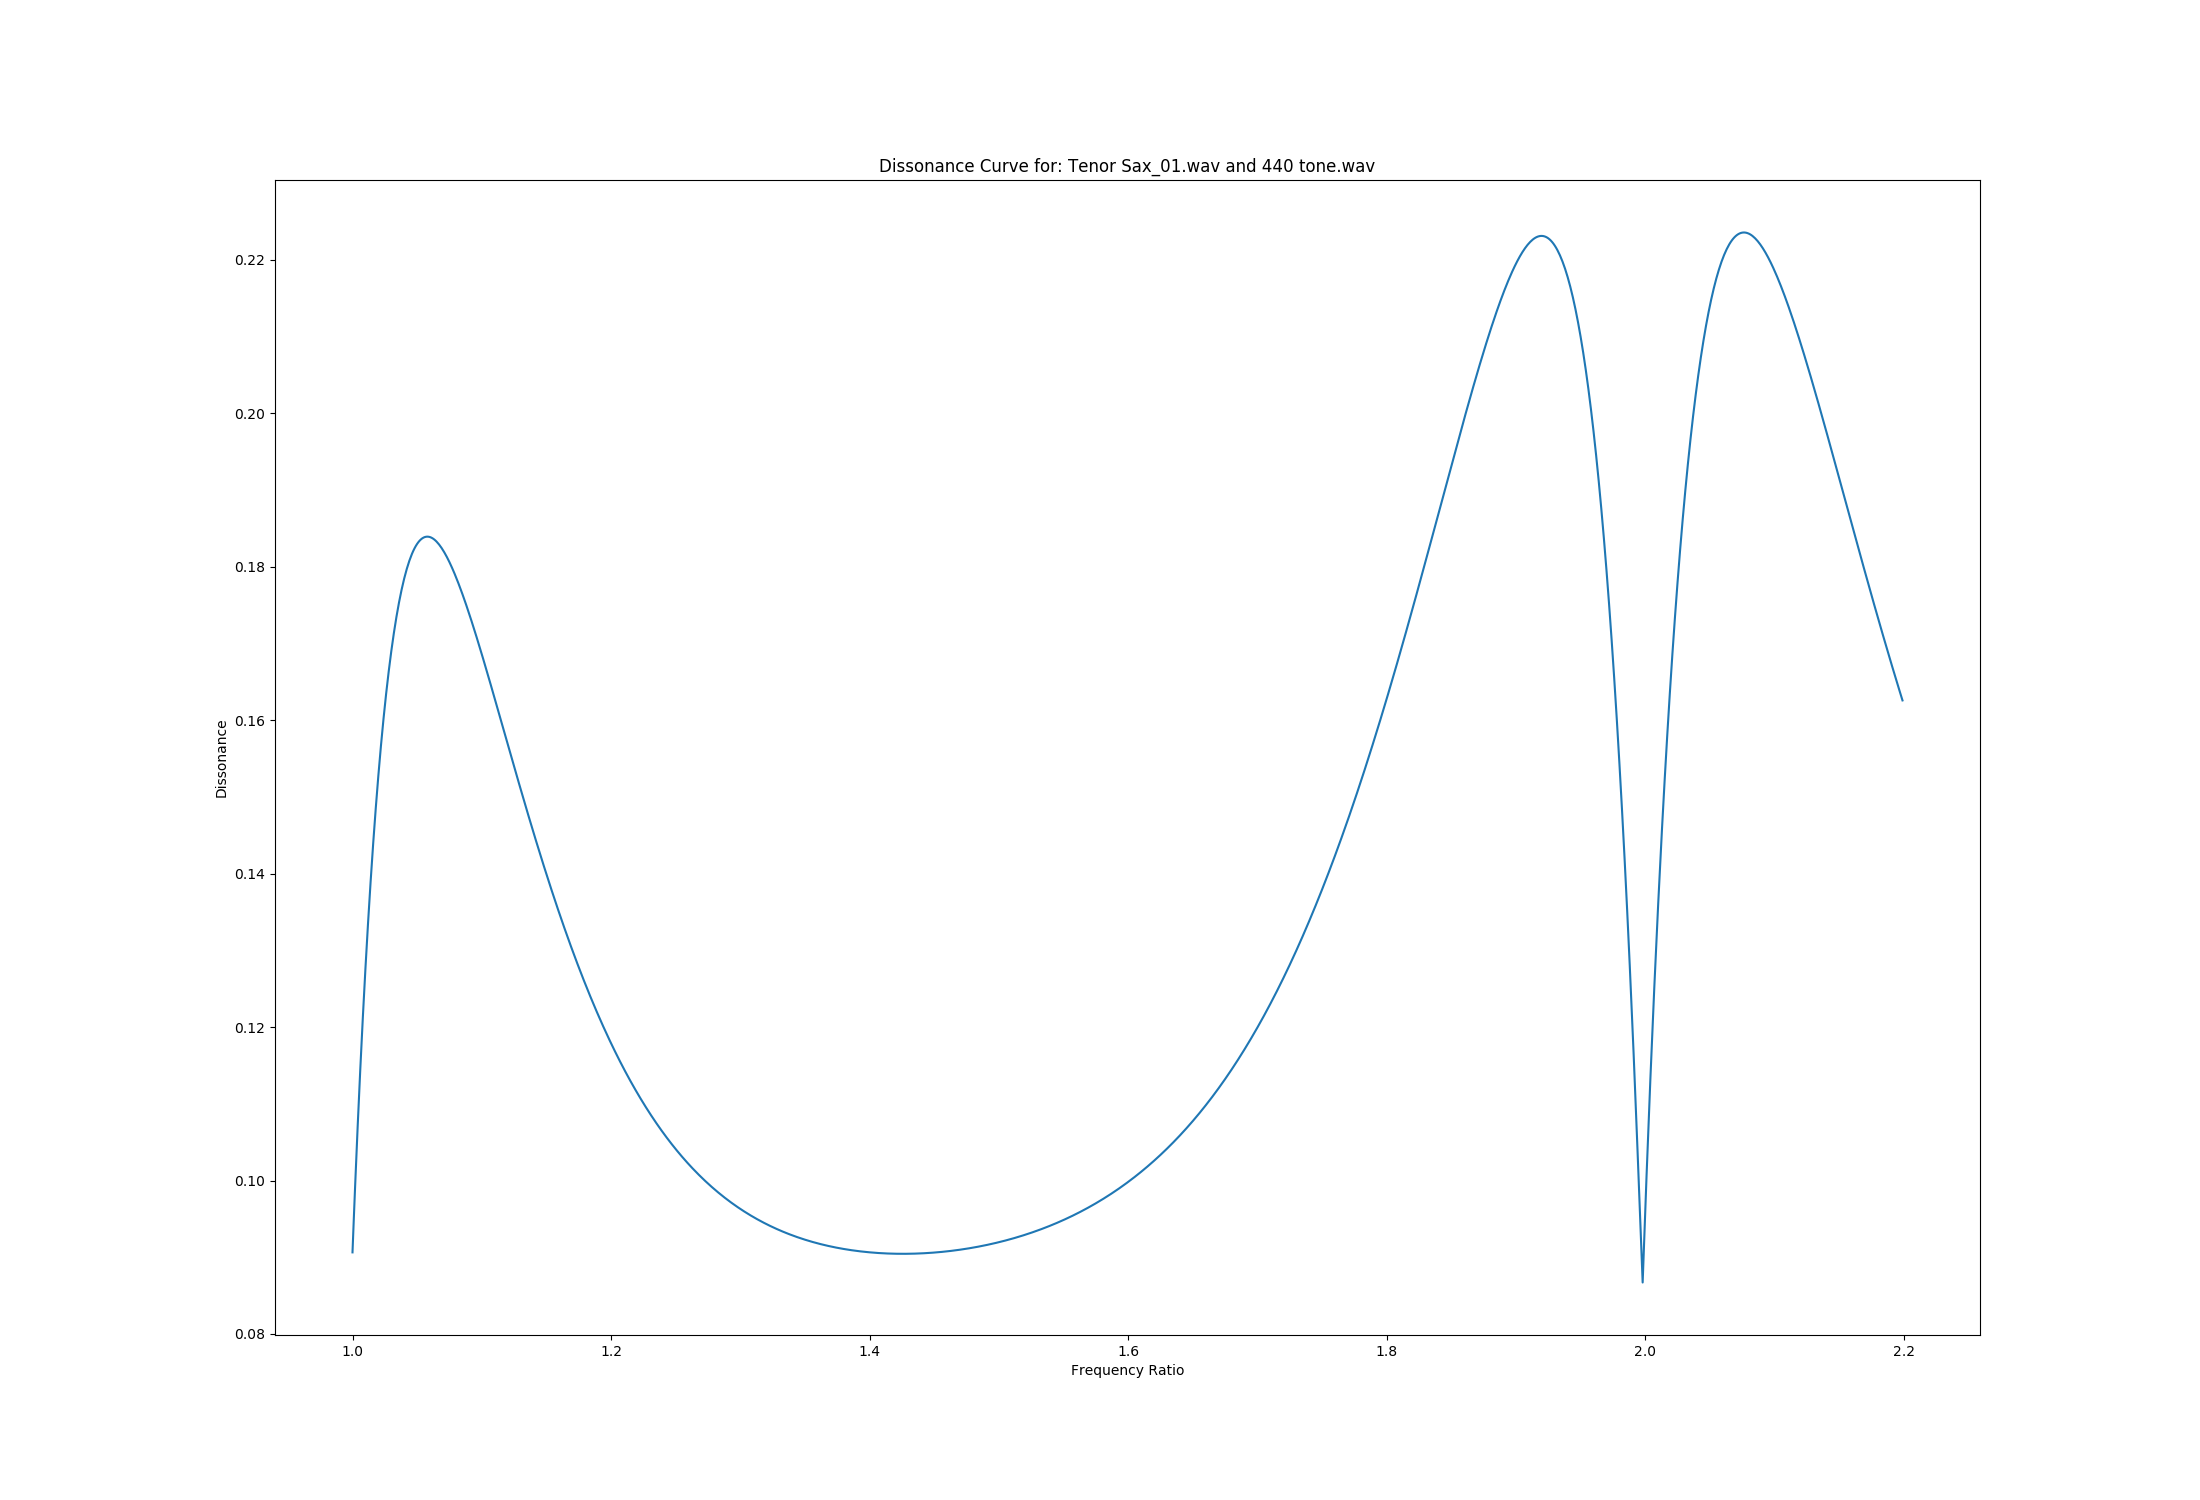 Dissonance Curve for: Tenor Sax_01.wav and 440 tone.wav
Dissonance
0.22
0.20
0.18
0.16
0.14
0.12
0.10
0.08
1.0 1.2 1.4 1.6 1.8 2.0 2.2
Frequency Ratio